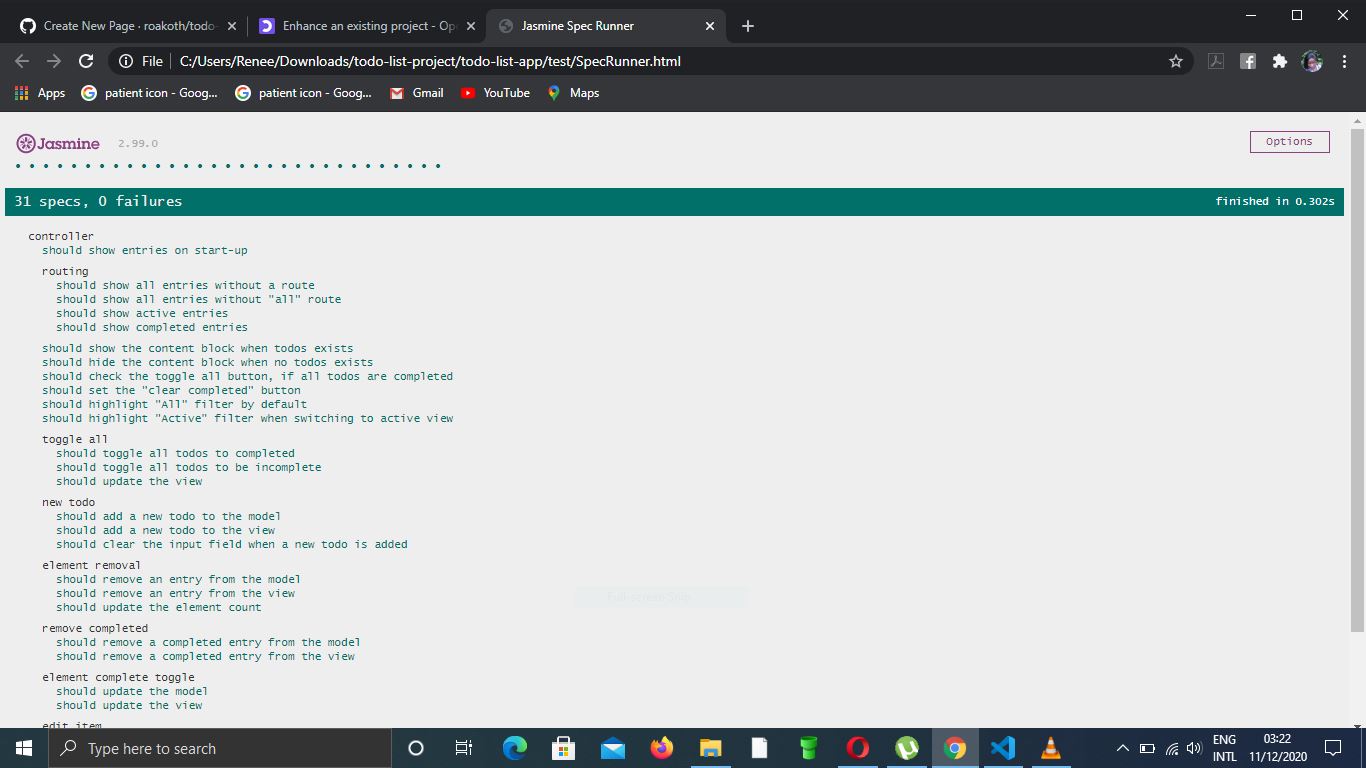 Create New Page · roakoth/todo-
Enhance an existing project - Ope
Jasmine Spec Runner
File
C:/Users/Renee/Downloads/todo-list-project/todo-list-app/test/SpecRunner.html
Apps
patient icon - Goog...
patient icon - Goog...
Gmail
YouTube
Maps
Jasmine
2.99.0
Options
31 specs, 0 failures
finished in 0.302s
controller
should show entries on start-up
routing
should show all entries without a route
should show all entries without "all" route
should show active entries
should show completed entries
should show the content block when todos exists
should hide the content block when no todos exists
should check the toggle all button, if all todos are completed
should set the "clear completed" button
should highlight "All" filter by default
should highlight "Active" filter when switching to active view
toggle all
should toggle all todos to completed
should toggle all todos to be incomplete
should update the view
new todo
should add a new todo to the model
should add a new todo to the view
should clear the input field when a new todo is added
element removal
should remove an entry from the model
should remove an entry from the view
should update the element count
Full-screen Snip
remove completed
should remove a completed entry from the model
should remove a completed entry from the view
element complete toggle
should update the model
should update the view
edit item
Type here to search
ENG
INTL
03:22
11/12/2020